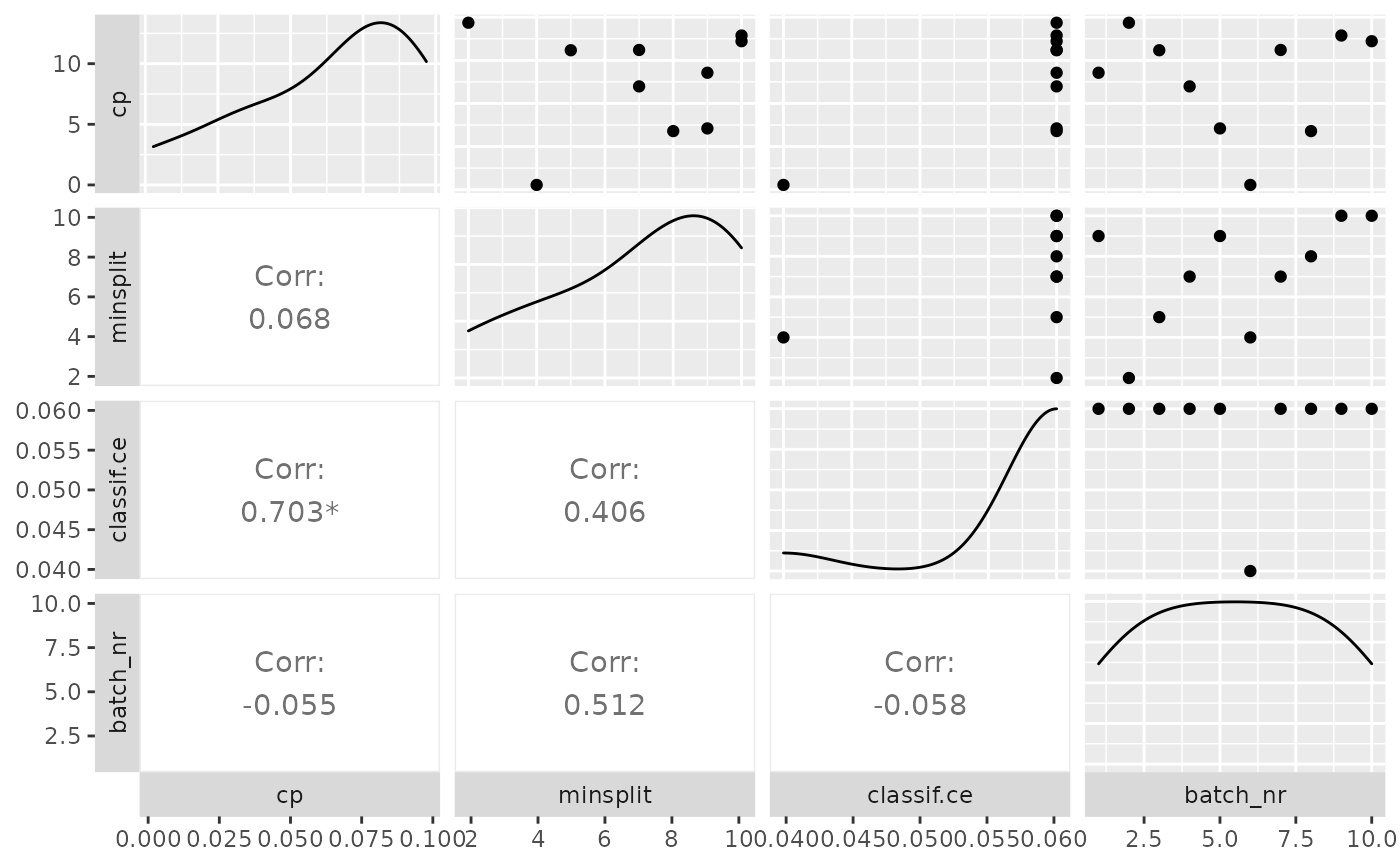 cp
10
5
0
minsplit
10
8
6
4
2
Corr:
0.068
classif.ce
0.060
0.055
0.050
0.045
0.040
Corr:
0.703*
Corr:
0.406
batch_nr
10.0
7.5
5.0
2.5
Corr:
-0.055
Corr:
0.512
Corr:
-0.058
cp
minsplit
classif.ce
batch_nr
0.000 0.025 0.050 0.075 0.100
2 4 6 8 10
0.040 0.045 0.050 0.055 0.060
2.5 5.0 7.5 10.0